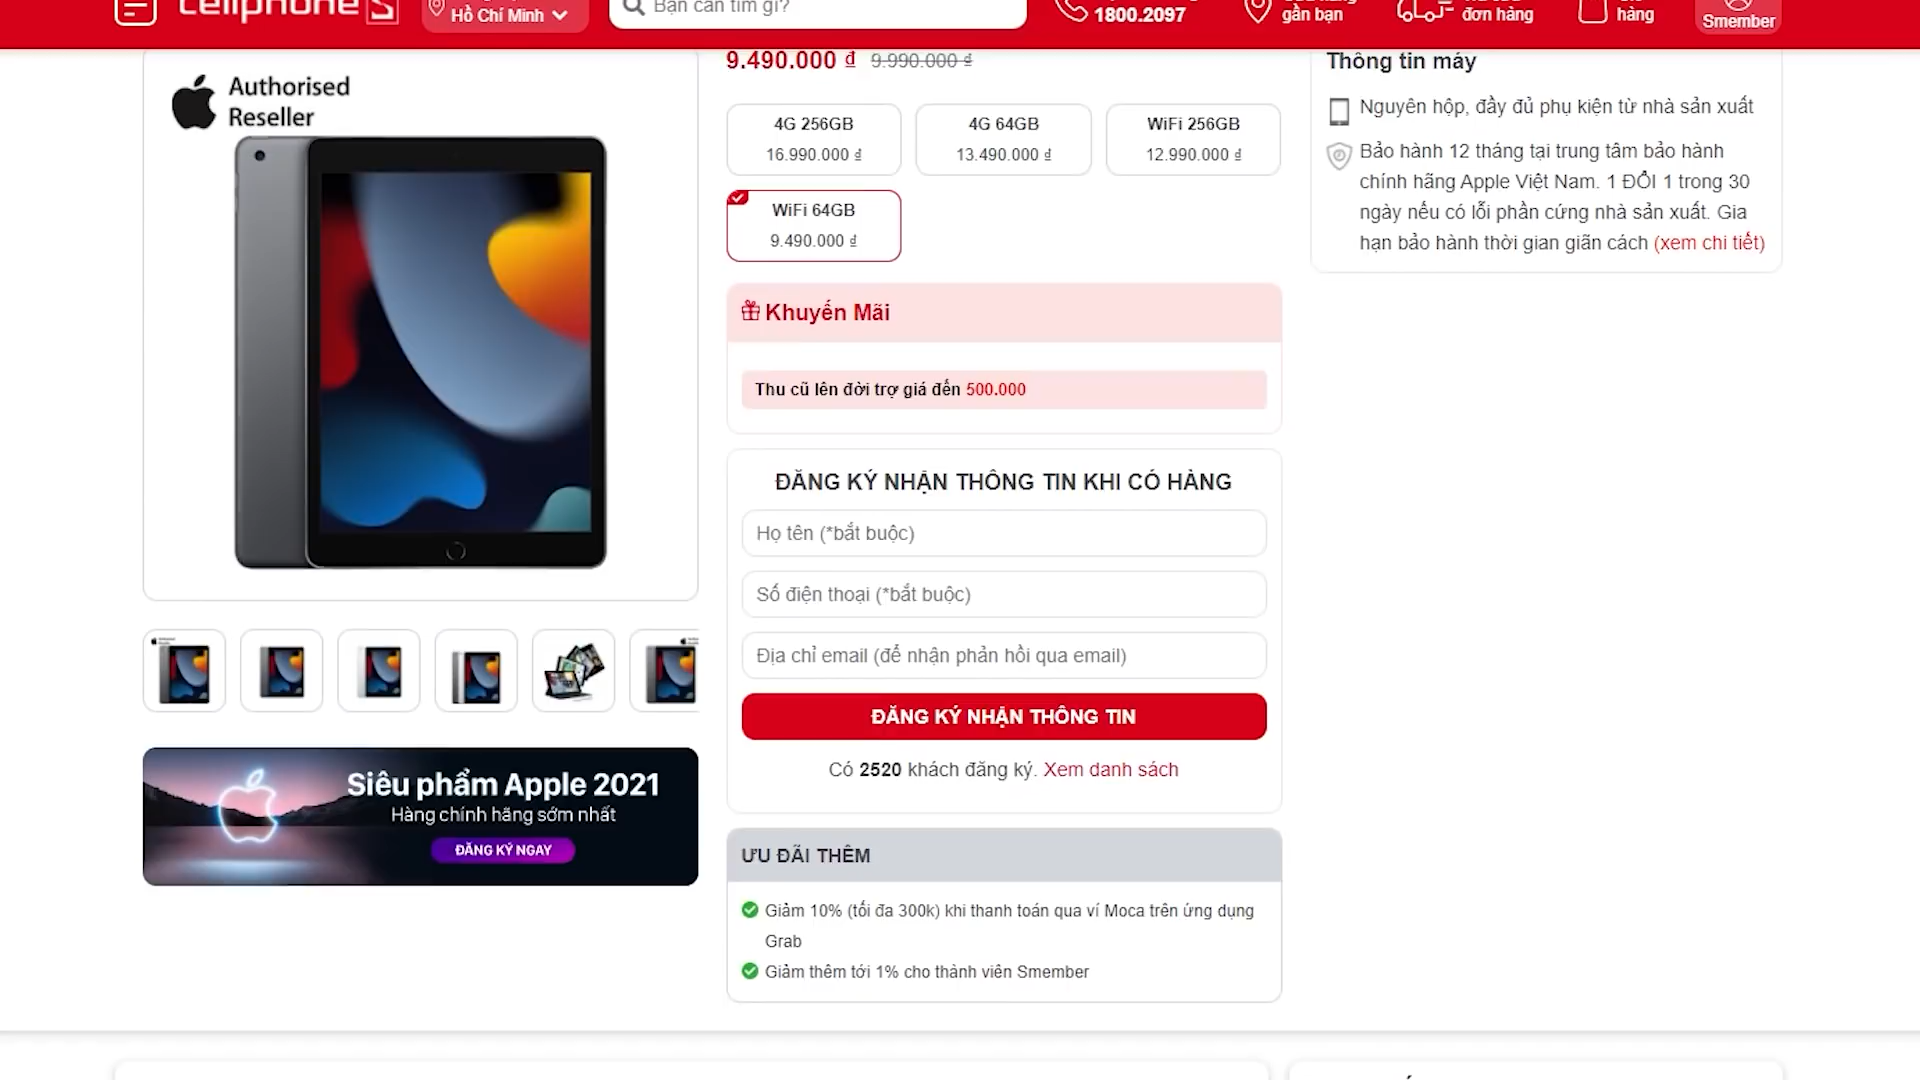 cellphoneS
Hồ Chí Minh
Bạn cần tìm gì?
1800.2097
gần bạn
đơn hàng
hàng
Smember
Authorised
Reseller
9.490.000 ₫ 9.990.000 ₫
4G 256GB
16.990.000 ₫
4G 64GB
13.490.000 ₫
WiFi 256GB
12.990.000 ₫
WiFi 64GB
9.490.000 ₫
Khuyến Mãi
Thu cũ lên đời trợ giá đến 500.000
ĐĂNG KÝ NHẬN THÔNG TIN KHI CÓ HÀNG
Họ tên (*bắt buộc)
Số điện thoại (*bắt buộc)
Địa chỉ email (để nhận phản hồi qua email)
ĐĂNG KÝ NHẬN THÔNG TIN
Có 2520 khách đăng ký. Xem danh sách
ƯU ĐÃI THÊM
Giảm 10% (tối đa 300k) khi thanh toán qua ví Moca trên ứng dụng
Grab
Giảm thêm tới 1% cho thành viên Smember
Thông tin máy
Nguyên hộp, đầy đủ phụ kiện từ nhà sản xuất
Bảo hành 12 tháng tại trung tâm bảo hành
chính hãng Apple Việt Nam. 1 ĐỔI 1 trong 30
ngày nếu có lỗi phần cứng nhà sản xuất. Gia
hạn bảo hành thời gian giãn cách (xem chi tiết)
Siêu phẩm Apple 2021
Hàng chính hãng sớm nhất
ĐĂNG KÝ NGAY